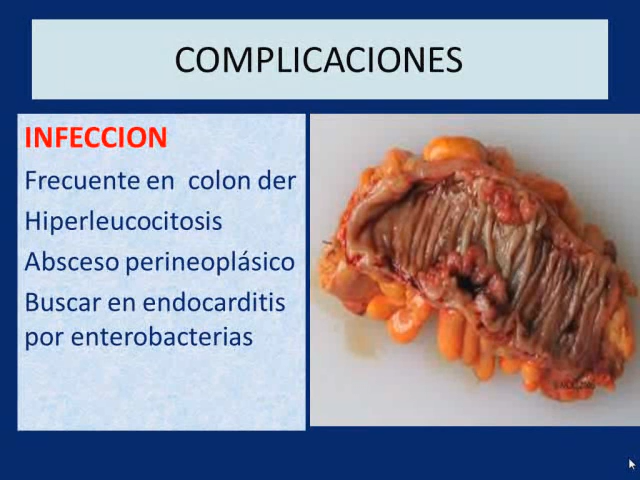 COMPLICACIONES
INFECCION
Frecuente en colon der
Hiperleucocitosis
Absceso perineoplásico
Buscar en endocarditis
por enterobacterias